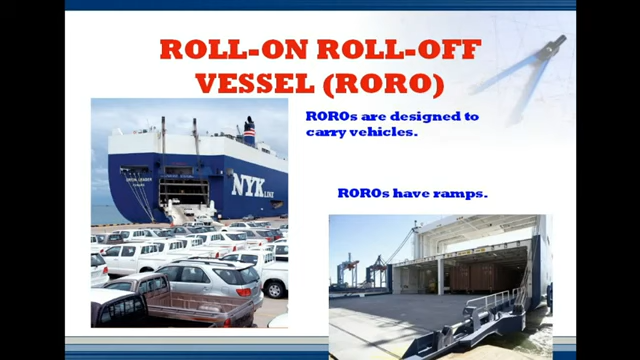 ROLL-ON ROLL-OFF
VESSEL (RORO)
ROROs are designed to
carry vehicles.
NYK LINE
ROROs have ramps.